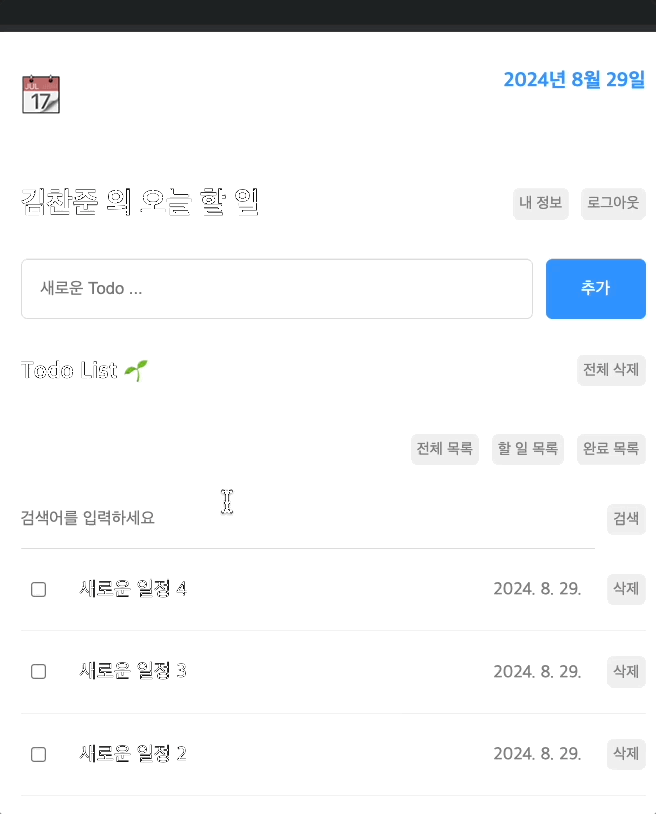 2024년 8월 29일
JUL
17
김찬준 의 오늘 할 일
내 정보 로그아웃
새로운 Todo ... 추가
Todo List 🌱 전체 삭제
전체 목록 할 일 목록 완료 목록
검색어를 입력하세요 검색
새로운 일정 4 2024. 8. 29. 삭제
새로운 일정 3 2024. 8. 29. 삭제
새로운 일정 2 2024. 8. 29. 삭제